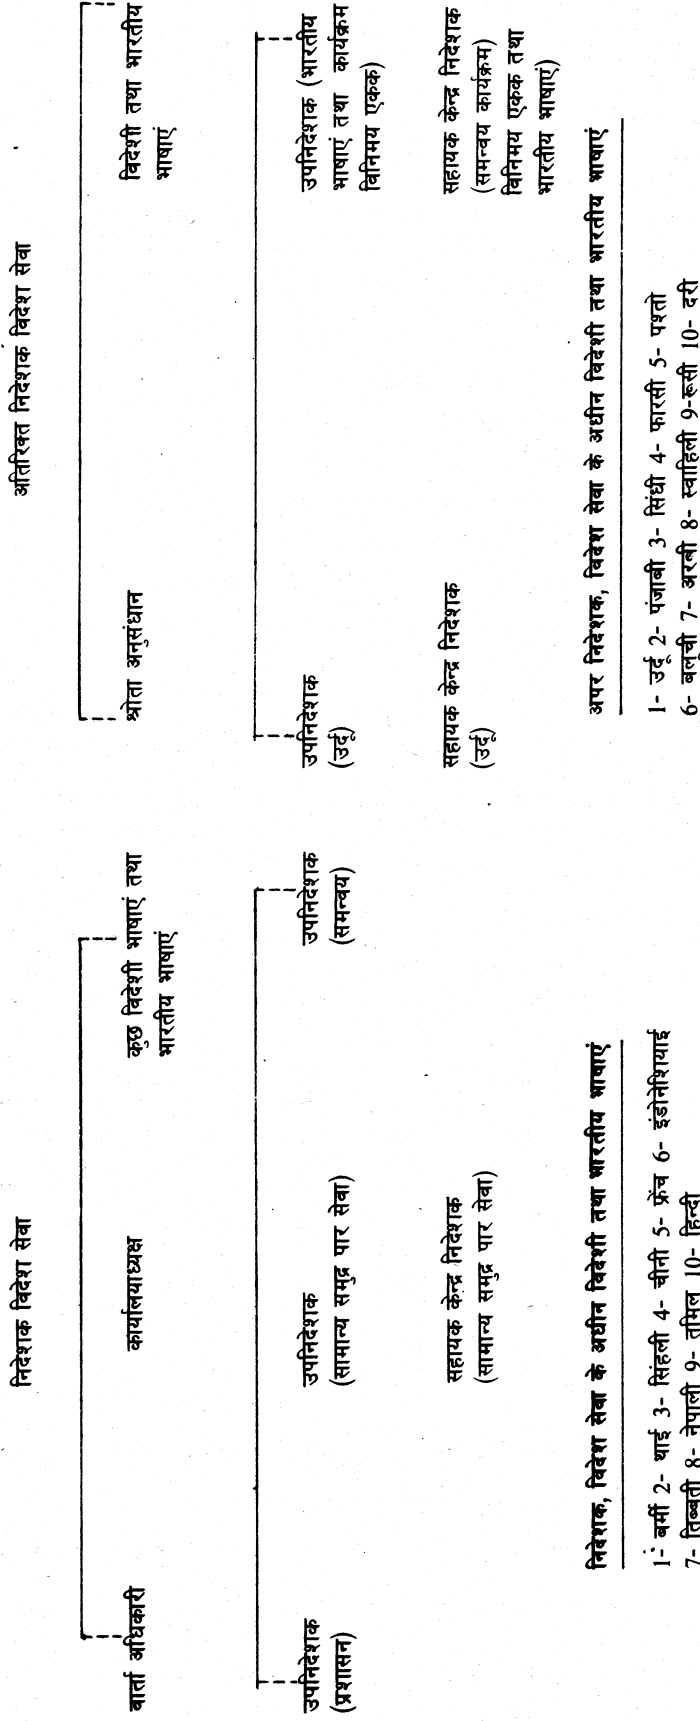 निदेशक विदेश सेवा
वार्ता अधिकारी
कार्यालयाध्यक्ष
कुछ विदेशी भाषाएं तथा
भारतीय भाषाएं
उपनिदेशक
(प्रशासन)
उपनिदेशक
(सामान्य समुद्र पार सेवा)
उपनिदेशक
(समन्वय)
सहायक केन्द्र निदेशक
(सामान्य समुद्र पार सेवा)
निदेशक, विदेश सेवा के अधीन विदेशी तथा भारतीय भाषाएं
1- बर्मी 2- थाई 3- सिंहली 4- चीनी 5- फ्रेंच 6- इंडोनेशियाई
7- तिब्बती 8- नेपाली 9- तमिल 10- हिन्दी
अतिरिक्त निदेशक विदेश सेवा
श्रोता अनुसंधान
विदेशी तथा भारतीय
भाषाएं
उपनिदेशक
(उर्दू)
उपनिदेशक (भारतीय
भाषाएं तथा कार्यक्रम
विनिमय एकक)
सहायक केन्द्र निदेशक
(उर्दू)
सहायक केन्द्र निदेशक
(समन्वय कार्यक्रम)
विनिमय एकक तथा
भारतीय भाषाएं)
अपर निदेशक, विदेश सेवा के अधीन विदेशी तथा भारतीय भाषाएं
1- उर्दू 2- पंजाबी 3- सिंधी 4- फारसी 5- पश्तो
6- बलूची 7- अरबी 8- स्वाहिली 9-रूसी 10- दरी